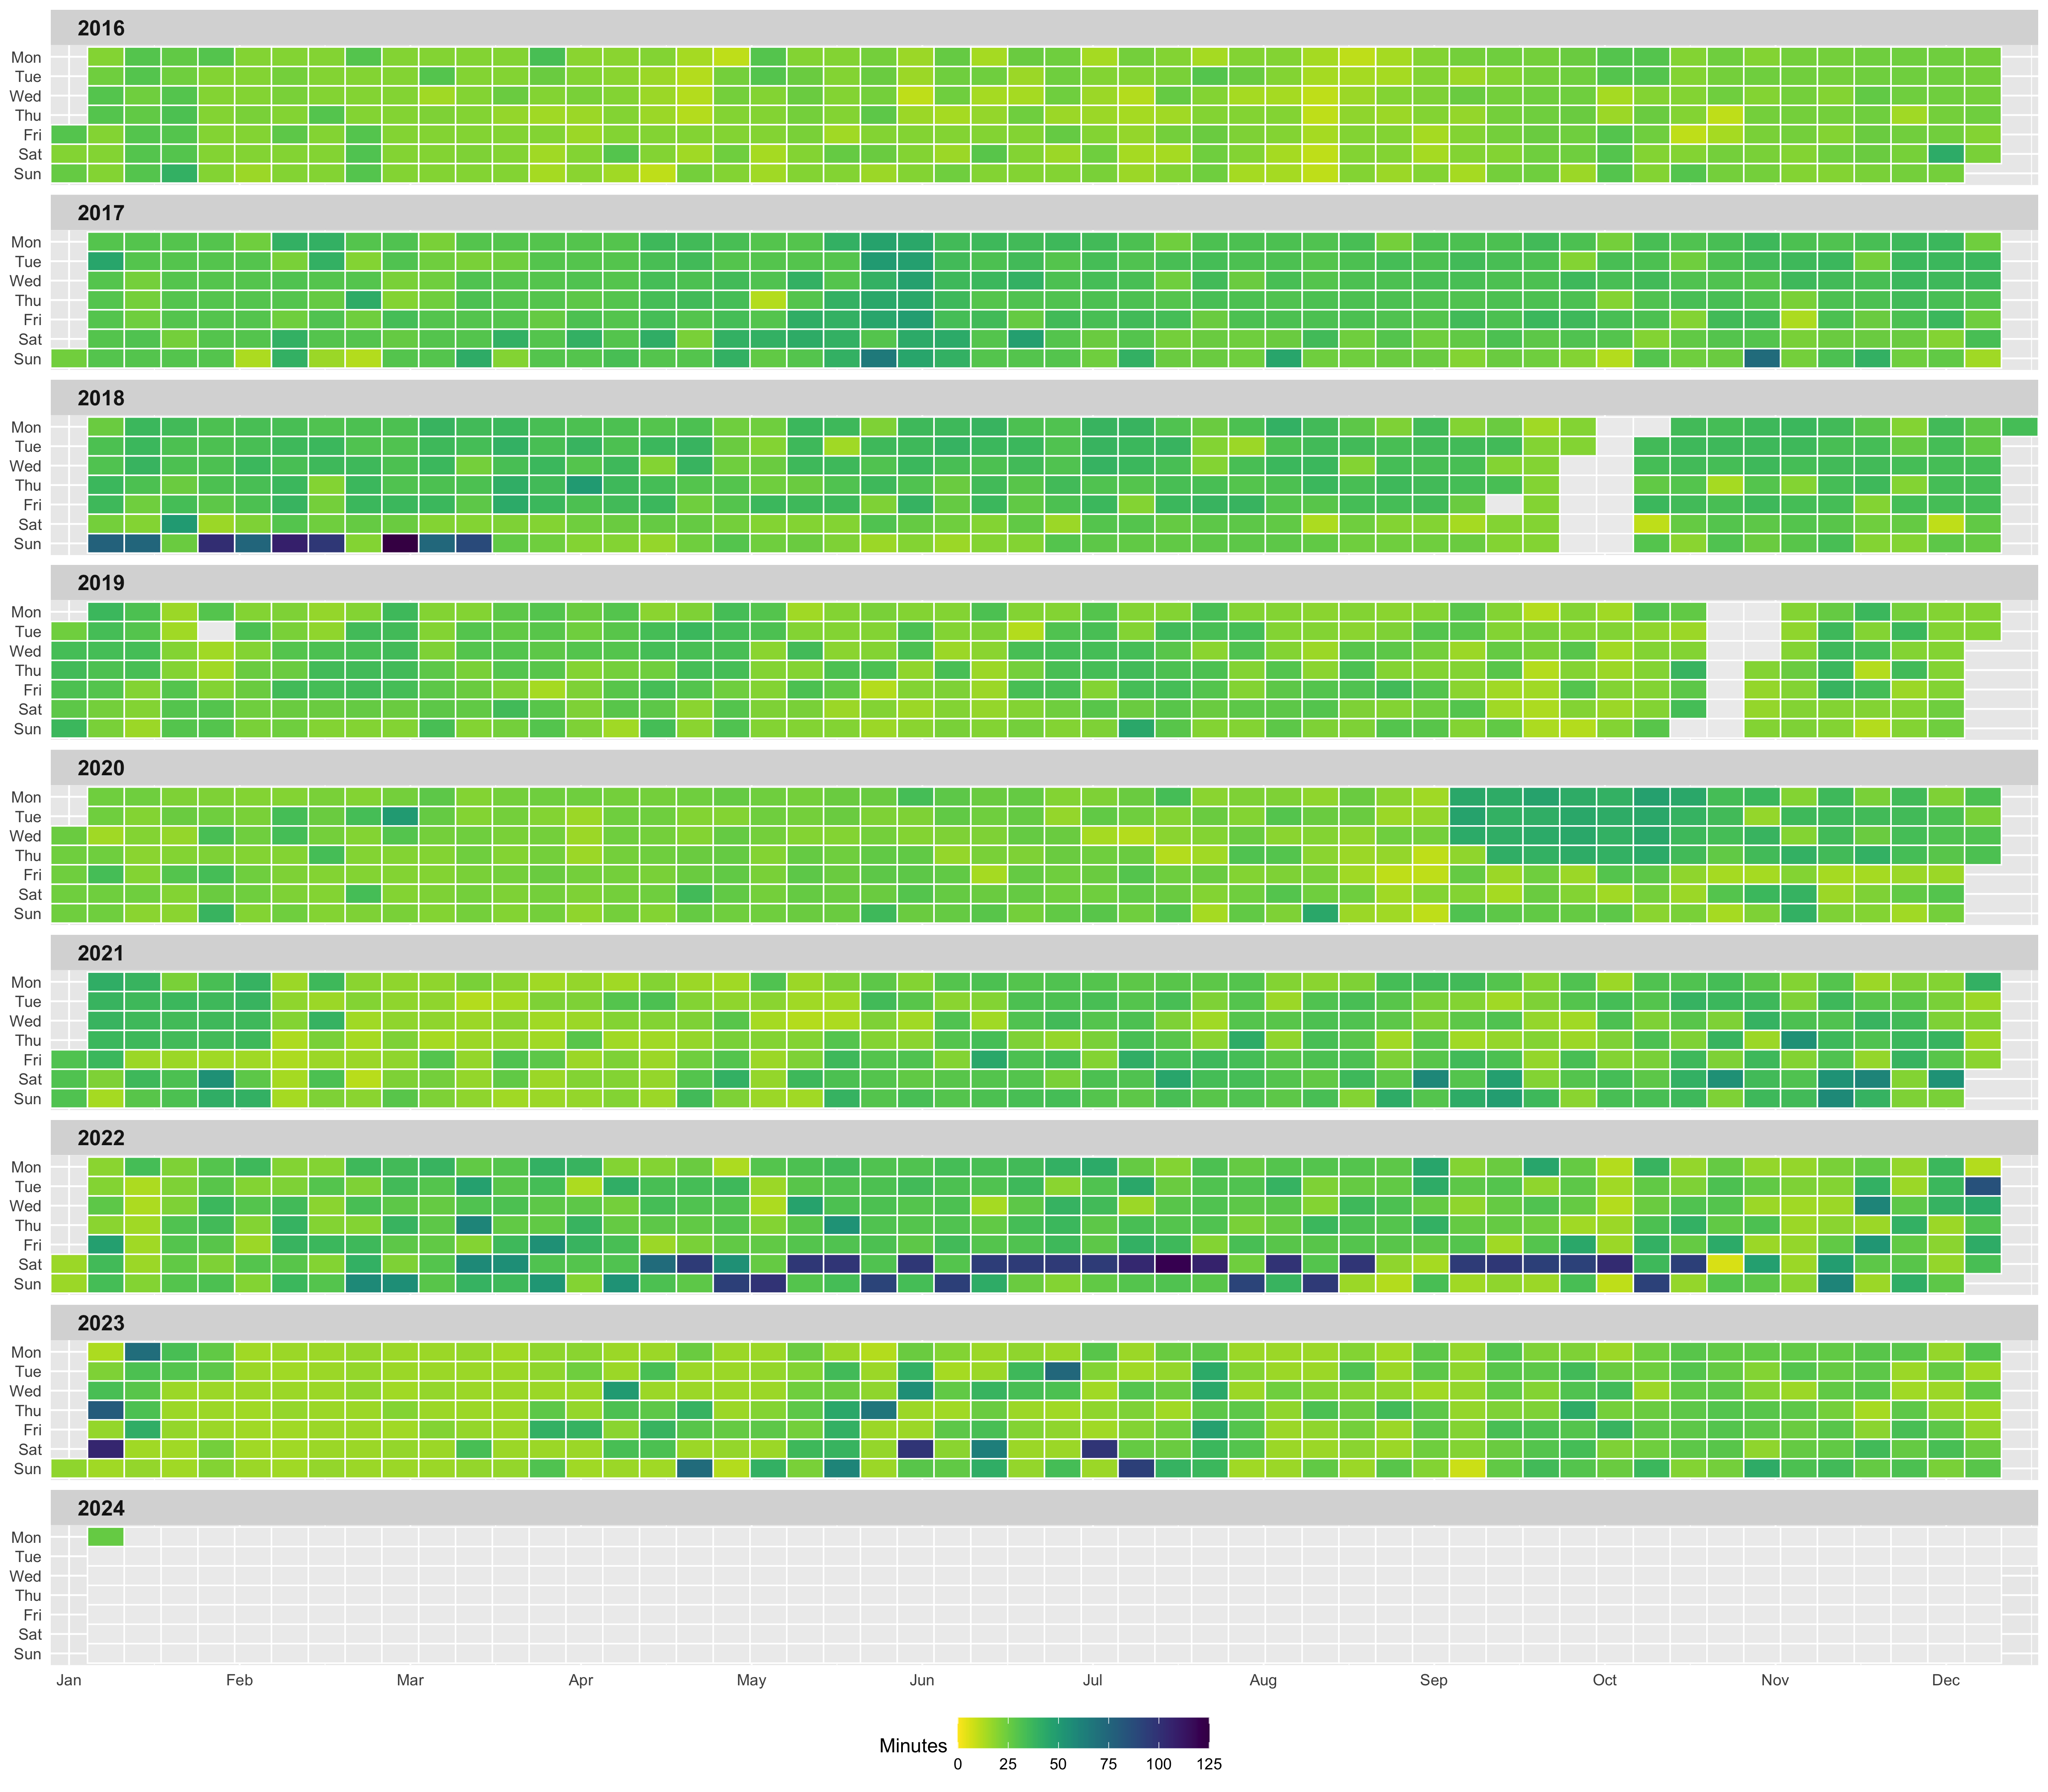 2016
Mon
Tue
Wed
Thu
Fri
Sat
Sun
2017
Mon
Tue
Wed
Thu
Fri
Sat
Sun
2018
Mon
Tue
Wed
Thu
Fri
Sat
Sun
2019
Mon
Tue
Wed
Thu
Fri
Sat
Sun
2020
Mon
Tue
Wed
Thu
Fri
Sat
Sun
2021
Mon
Tue
Wed
Thu
Fri
Sat
Sun
2022
Mon
Tue
Wed
Thu
Fri
Sat
Sun
2023
Mon
Tue
Wed
Thu
Fri
Sat
Sun
2024
Mon
Tue
Wed
Thu
Fri
Sat
Sun
Jan Feb Mar Apr May Jun Jul Aug Sep Oct Nov Dec
Minutes
0 25 50 75 100 125